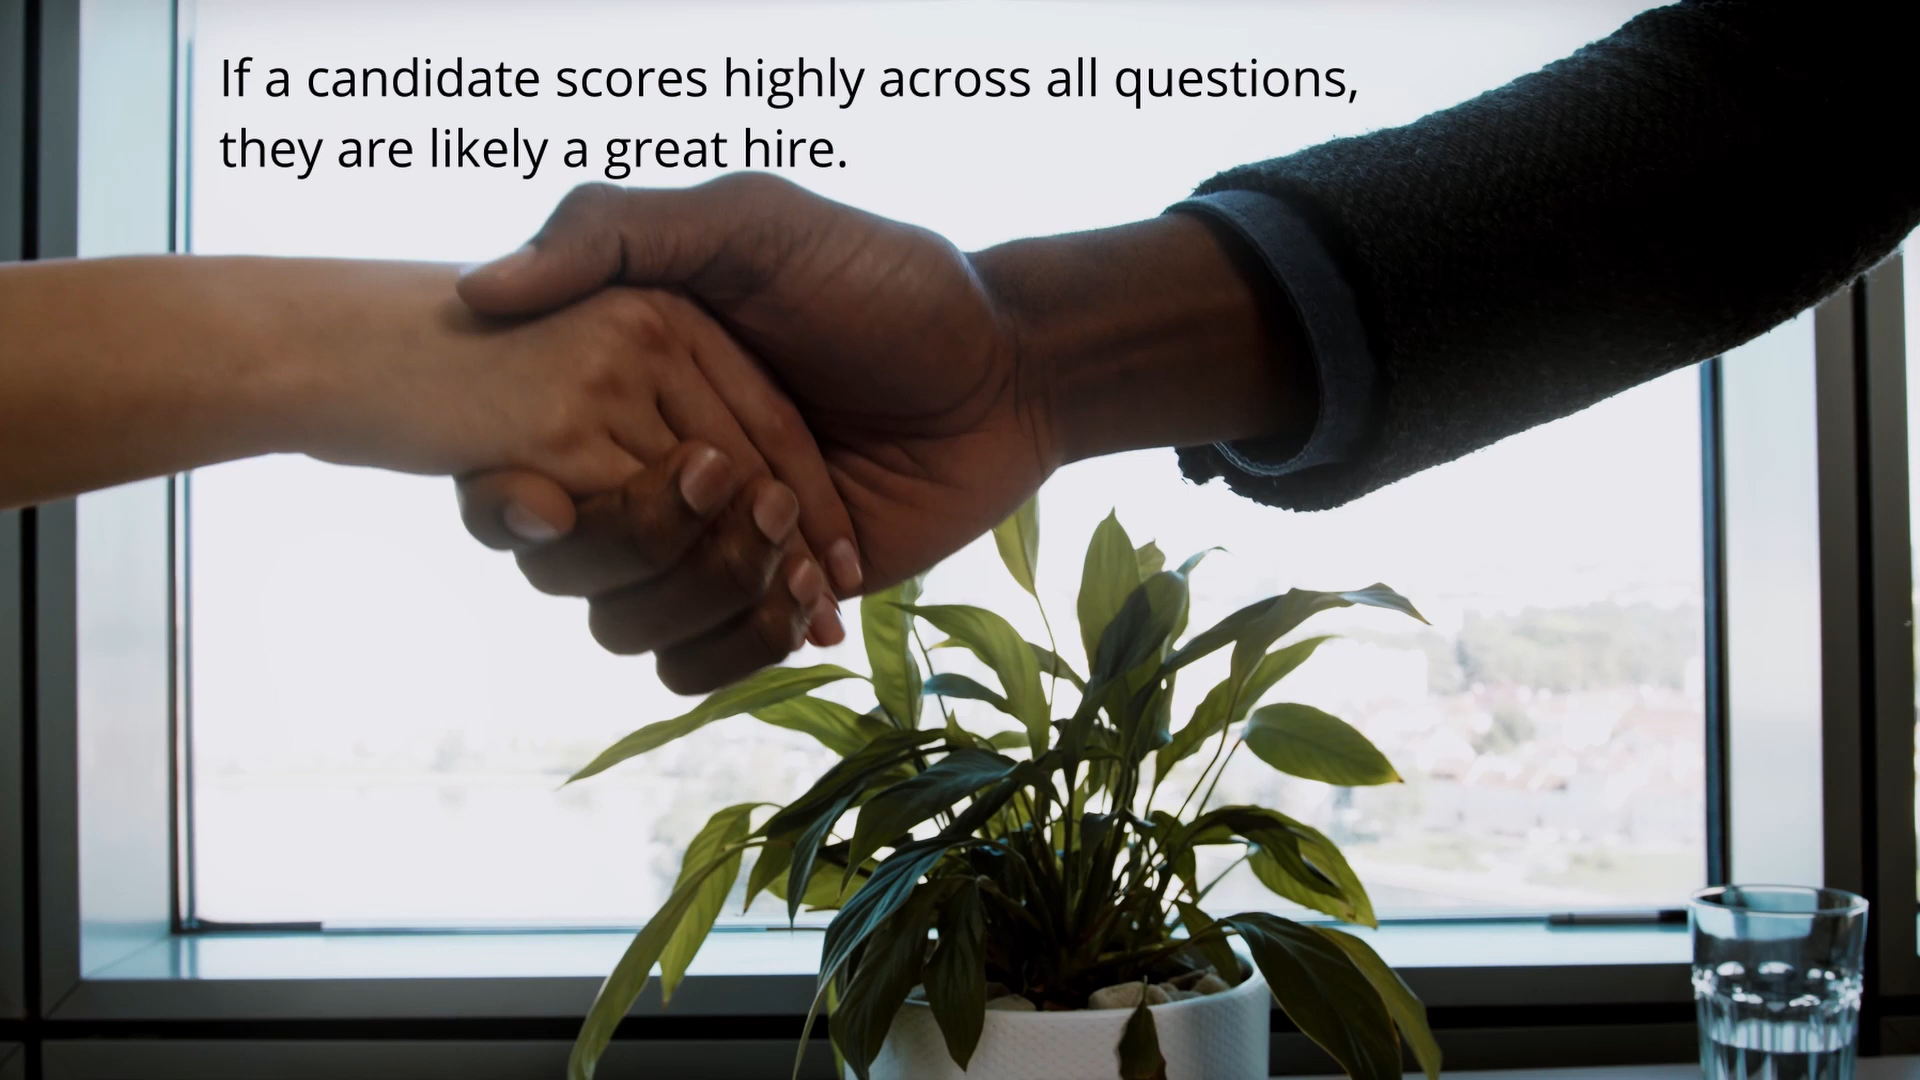 If a candidate scores highly across all questions,
they are likely a great hire.